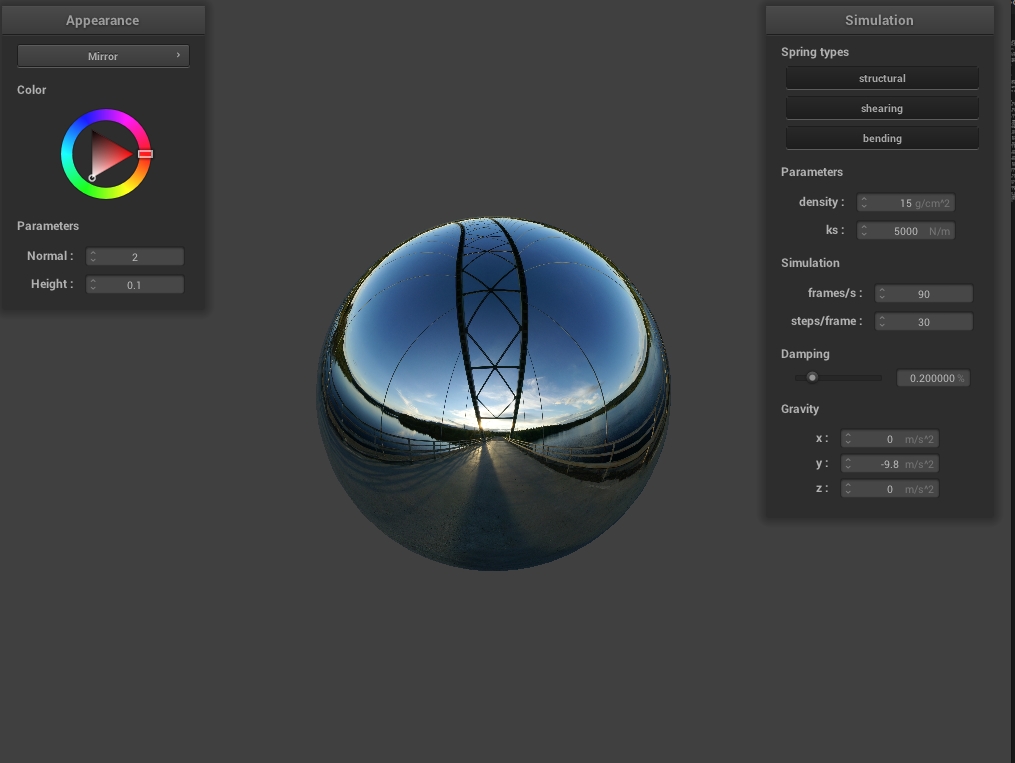 Appearance
Mirror
Color
Parameters
Normal : 2
Height : 0.1
Simulation
Spring types
structural
shearing
bending
Parameters
density : 15 g/cm^2
ks : 5000 N/m
Simulation
frames/s : 90
steps/frame : 30
Damping
0.200000 %
Gravity
x : 0 m/s^2
y : -9.8 m/s^2
z : 0 m/s^2